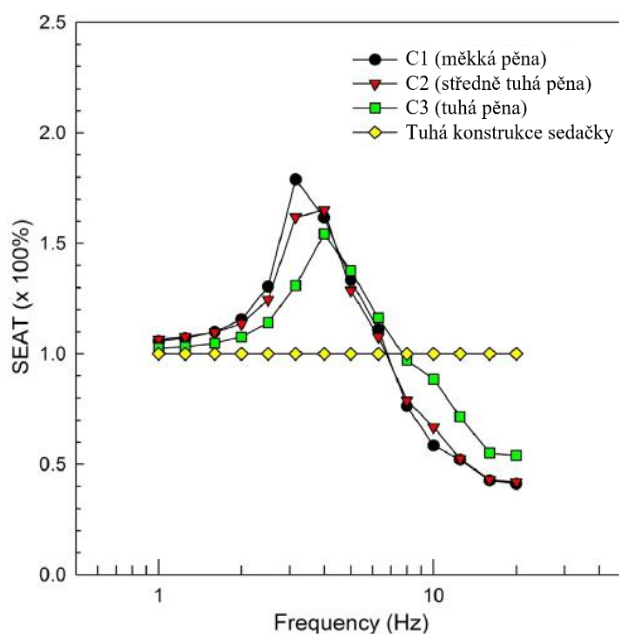 2.5
C1 (měkká pěna)
C2 (středně tuhá pěna)
C3 (tuhá pěna)
Tuhá konstrukce sedačky
2.0
1.5
1.0
0.5
0.0
SEAT (x 100%)
1 10
Frequency (Hz)